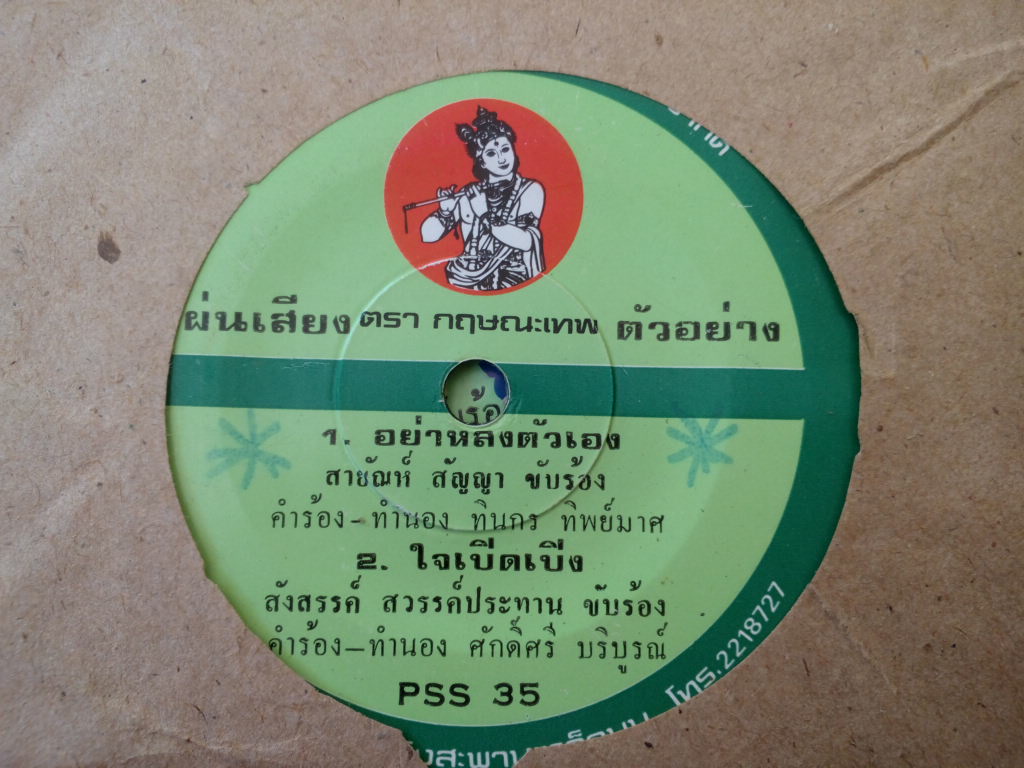 ผ่นเสียง ตรา กฤษณะเทพ ตัวอย่าง
1. อย่าหลงตัวเอง
สายัณห์ สัญญา ขับร้อง
คำร้อง-ทำนอง ทินกร ทิพย์มาศ
2. ใจเบิดเบิ่ง
สังสรรค์ สวรรค์ประทาน ขับร้อง
คำร้อง-ทำนอง ศักดิ์ศรี บริบูรณ์
PSS 35
โทร.2218727